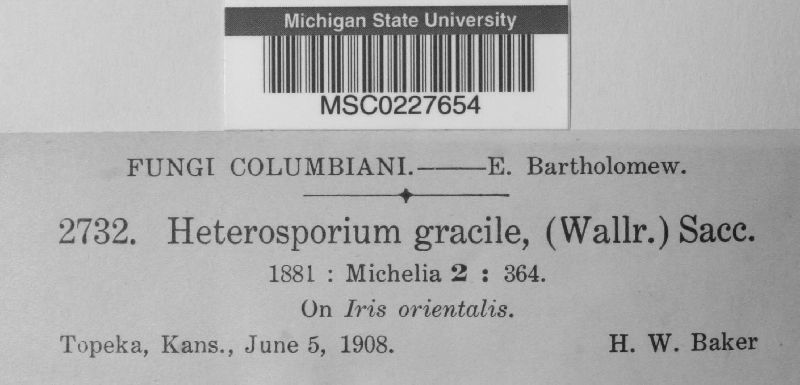 Michigan State University
MSC0227654
FUNGI COLUMBIANI.——E. Bartholomew.
2732. Heterosporium gracile, (Wallr.) Sacc.
1881 : Michelia 2 : 364.
On Iris orientalis.
Topeka, Kans., June 5, 1908. H. W. Baker